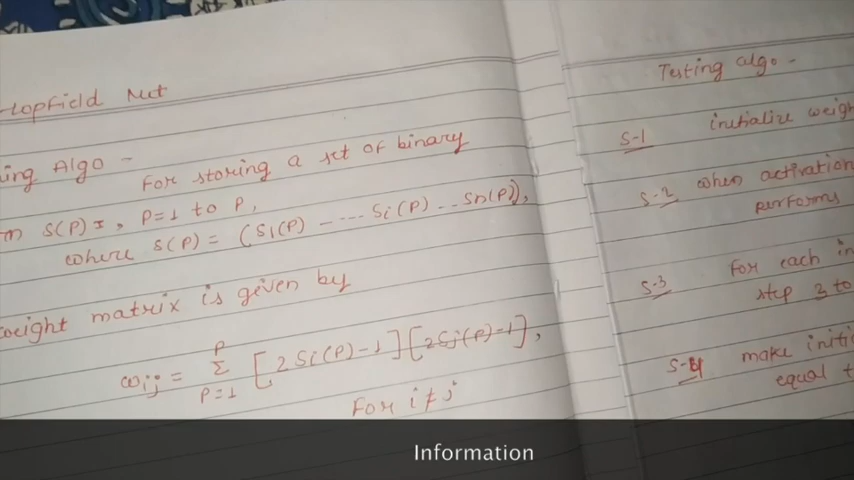 Hopfield Net
ing Algo -
For storing a set of binary
S(P) I, P=1 to P,
where S(P) = (S1(P) ---- Si(P) .. Sn(P)),
weight matrix is given by
wij = P Σ P=1 [2Si(P)-1][2Sj(P)-1],
For i≠j
Testing algo -
S-1 initialize weigh
S-2 when activation
performs
S-3 For each in
step 3 to
S-4 make initi
equal t
Information